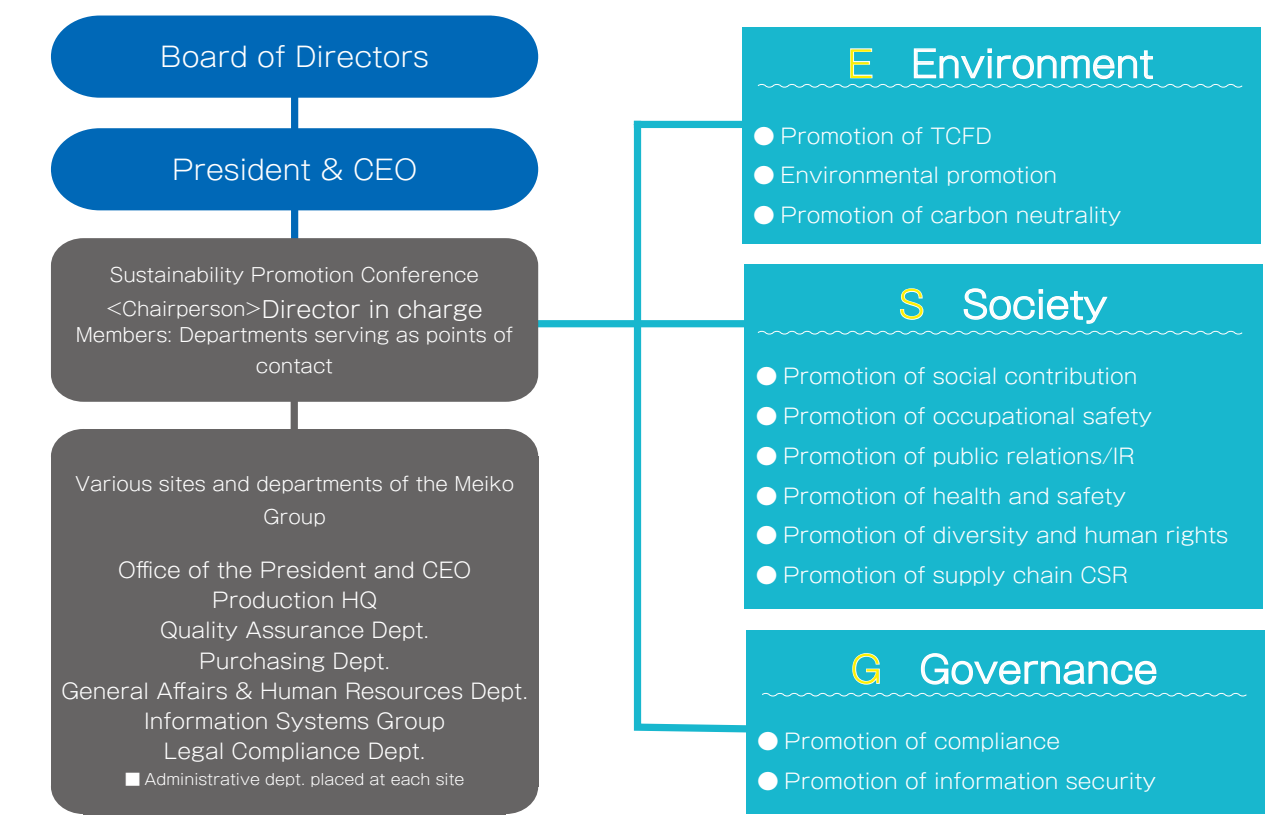 Board of Directors
President & CEO
Sustainability Promotion Conference
<Chairperson>Director in charge
Members: Departments serving as points of
contact
Various sites and departments of the Meiko
Group
Office of the President and CEO
Production HQ
Quality Assurance Dept.
Purchasing Dept.
General Affairs & Human Resources Dept.
Information Systems Group
Legal Compliance Dept.
■ Administrative dept. placed at each site
E Environment
● Promotion of TCFD
● Environmental promotion
● Promotion of carbon neutrality
S Society
● Promotion of social contribution
● Promotion of occupational safety
● Promotion of public relations/IR
● Promotion of health and safety
● Promotion of diversity and human rights
● Promotion of supply chain CSR
G Governance
● Promotion of compliance
● Promotion of information security